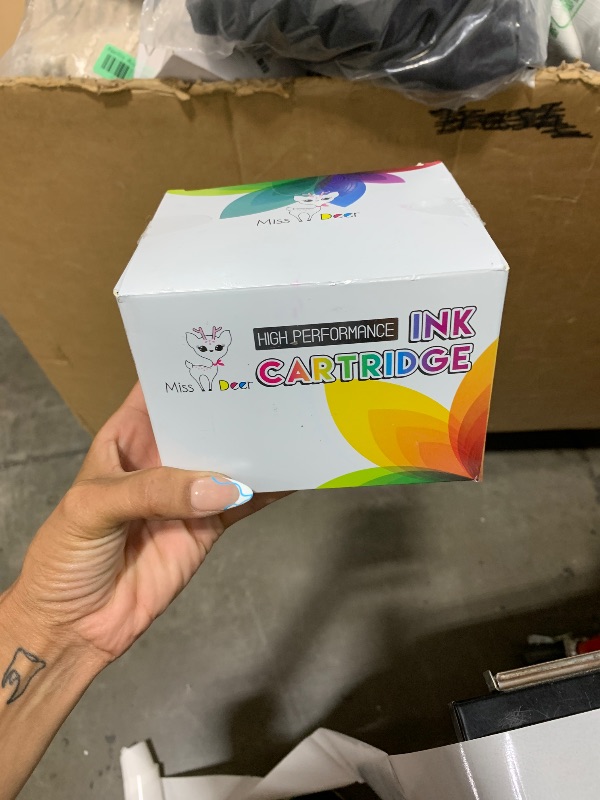 Miss Deer
HIGH PERFORMANCE INK
CARTRIDGE
Miss Deer